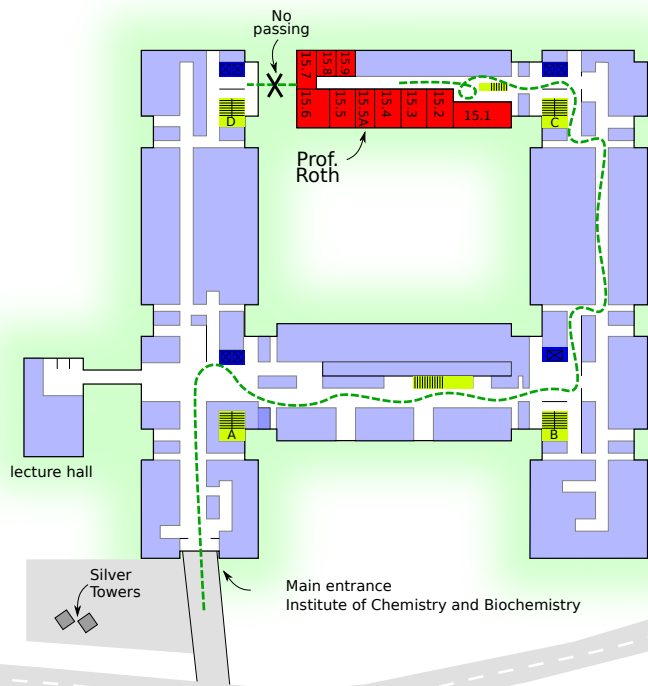 No
passing
15.7
15.8
15.9
15.6
15.5
15.5A
15.4
15.3
15.2
15.1
D
C
Prof.
Roth
A
B
lecture hall
Silver
Towers
Main entrance
Institute of Chemistry and Biochemistry